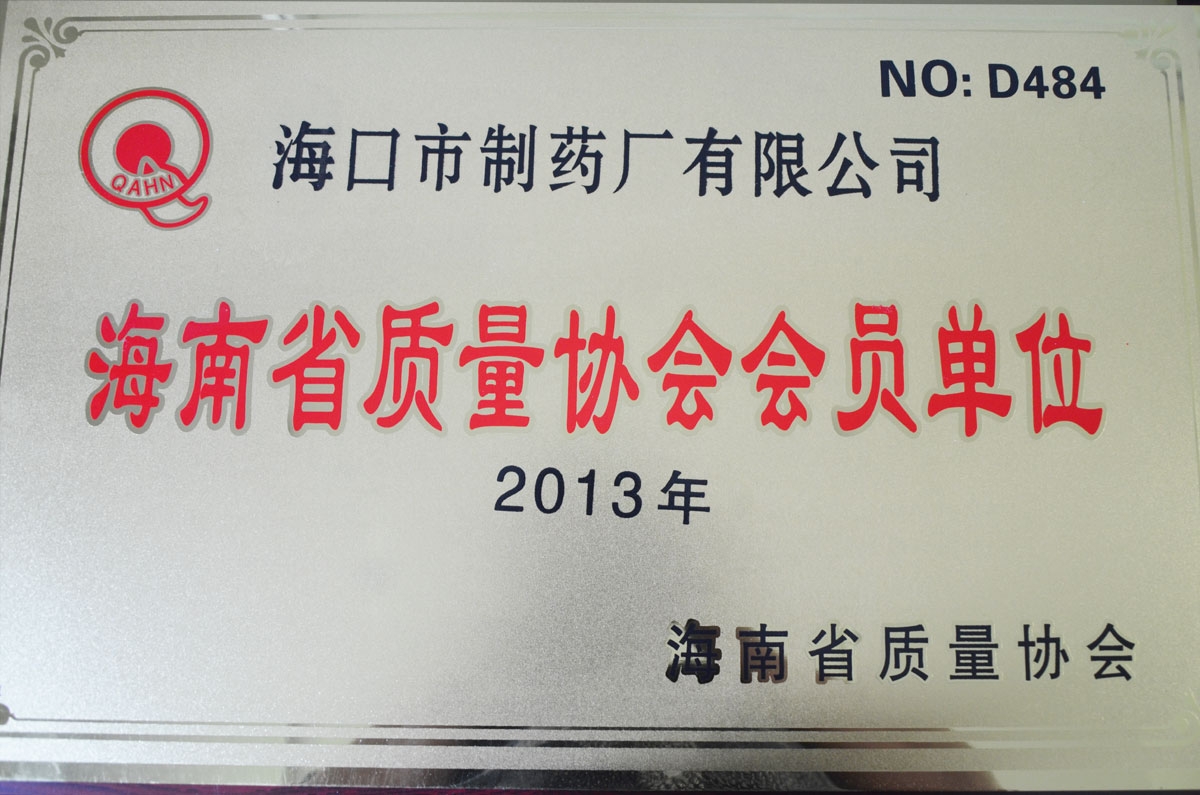 NO: D484
QAHN
海口市制药厂有限公司
海南省质量协会会员单位
2013年
海南省质量协会